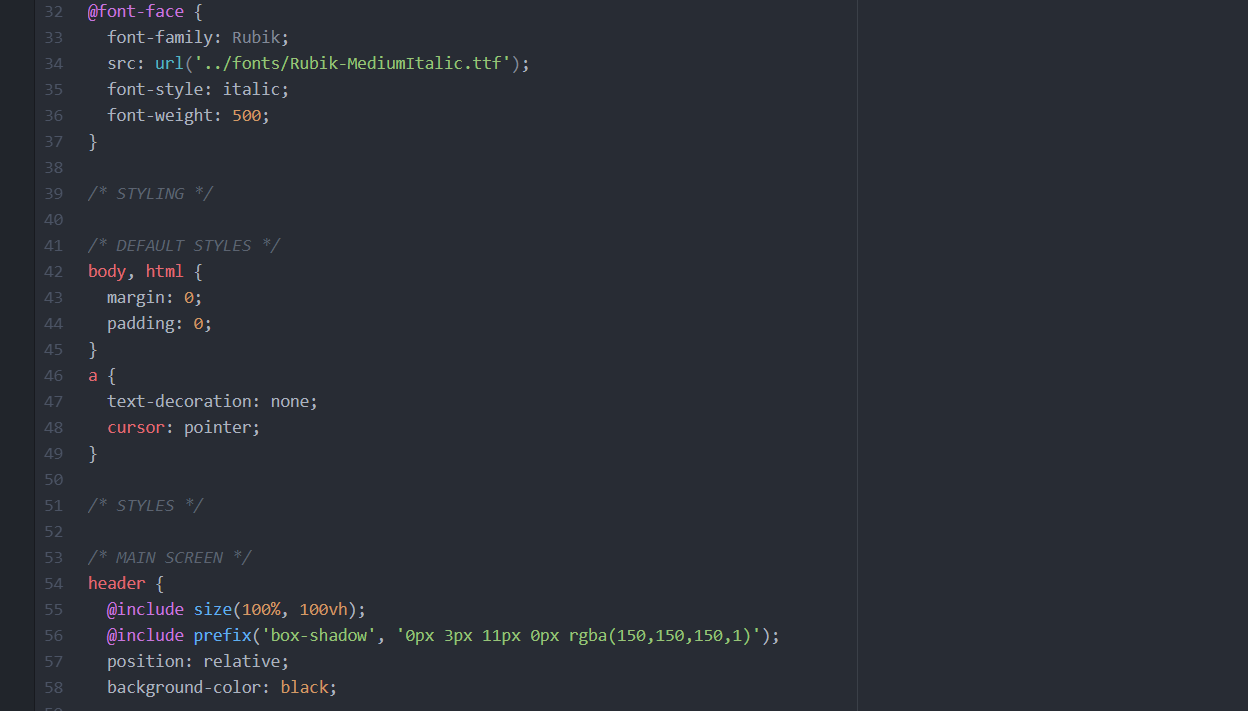 32 @font-face {
33 font-family: Rubik;
34 src: url('../fonts/Rubik-MediumItalic.ttf');
35 font-style: italic;
36 font-weight: 500;
37 }
38
39 /* STYLING */
40
41 /* DEFAULT STYLES */
42 body, html {
43 margin: 0;
44 padding: 0;
45 }
46 a {
47 text-decoration: none;
48 cursor: pointer;
49 }
50
51 /* STYLES */
52
53 /* MAIN SCREEN */
54 header {
55 @include size(100%, 100vh);
56 @include prefix('box-shadow', '0px 3px 11px 0px rgba(150,150,150,1)');
57 position: relative;
58 background-color: black;